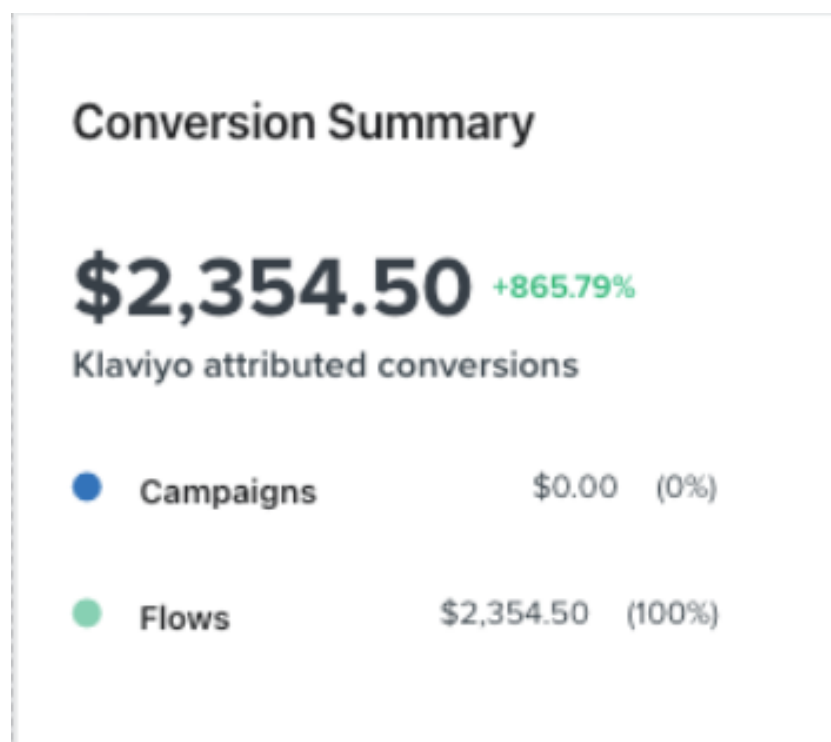 Conversion Summary
$2,354.50 +865.79%
Klaviyo attributed conversions
Campaigns $0.00 (0%)
Flows $2,354.50 (100%)